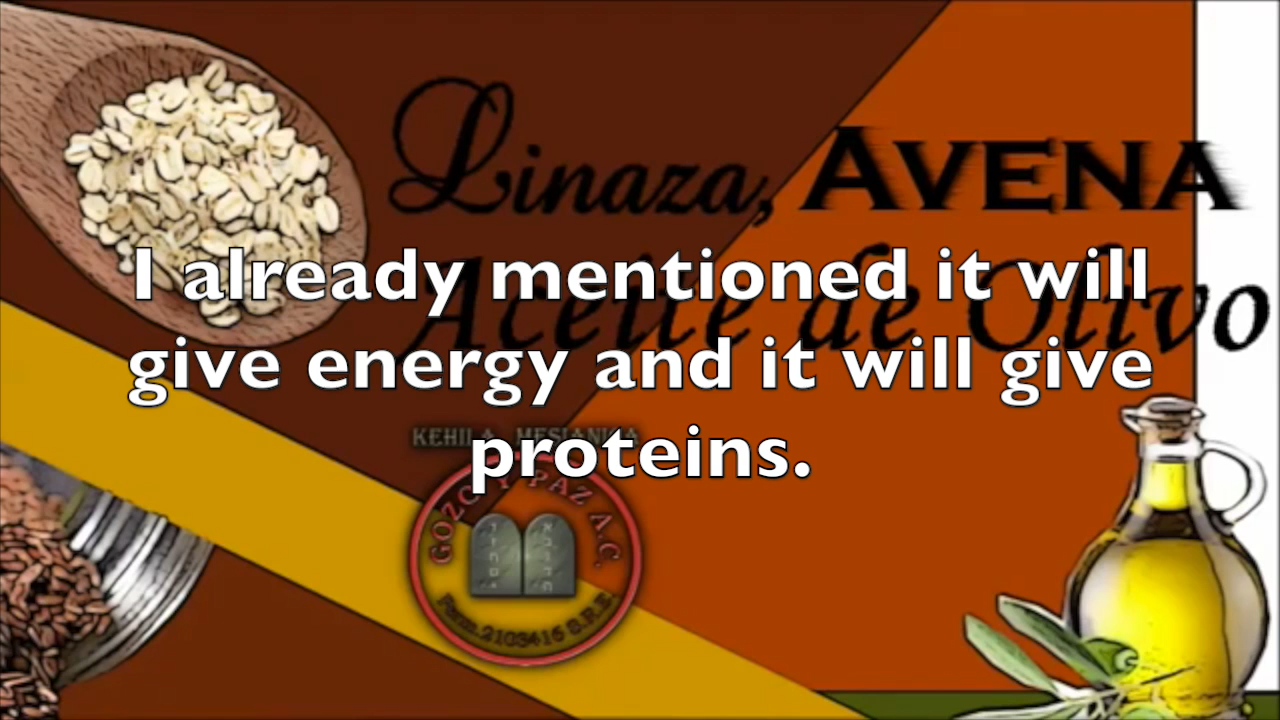 Linaza, AVENA
Aceite de Olivo
I already mentioned it will
give energy and it will give
proteins.
KEHILA MESIANICA
GOZO Y PAZ A.C.
2103416